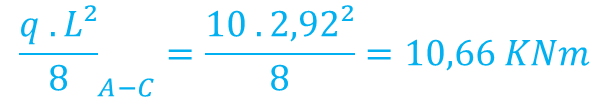 q . L² / 8 A−C = 10 . 2,92² / 8 = 10,66 KNm